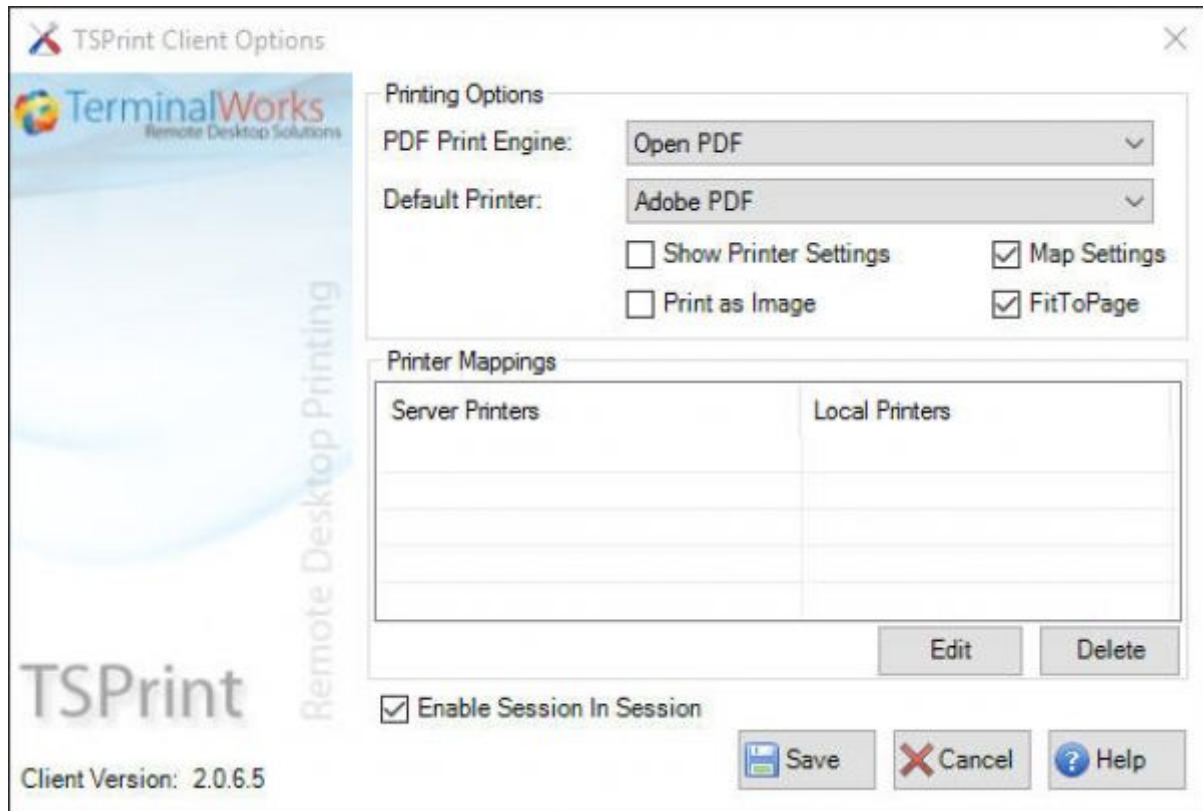 TSPrint Client Options
TerminalWorks
Remote Desktop Solutions
Remote Desktop Printing
TSPrint
Client Version: 2.0.6.5
Printing Options
PDF Print Engine: Open PDF
Default Printer: Adobe PDF
Show Printer Settings Map Settings
Print as Image FitToPage
Printer Mappings
Server Printers Local Printers
Edit Delete
Enable Session In Session
Save Cancel Help